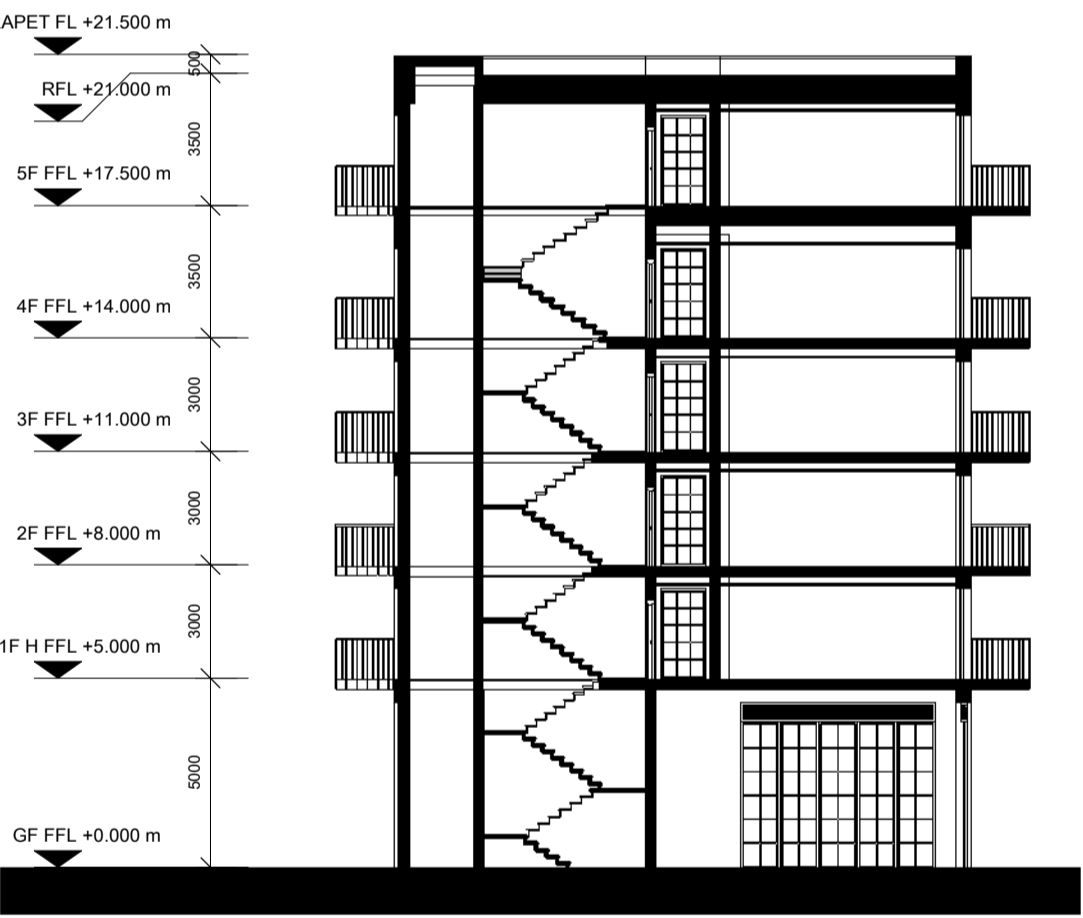 APET FL +21.500 m
500
RFL +21.000 m
3500
5F FFL +17.500 m
3500
4F FFL +14.000 m
3000
3F FFL +11.000 m
3000
2F FFL +8.000 m
3000
1F H FFL +5.000 m
5000
GF FFL +0.000 m